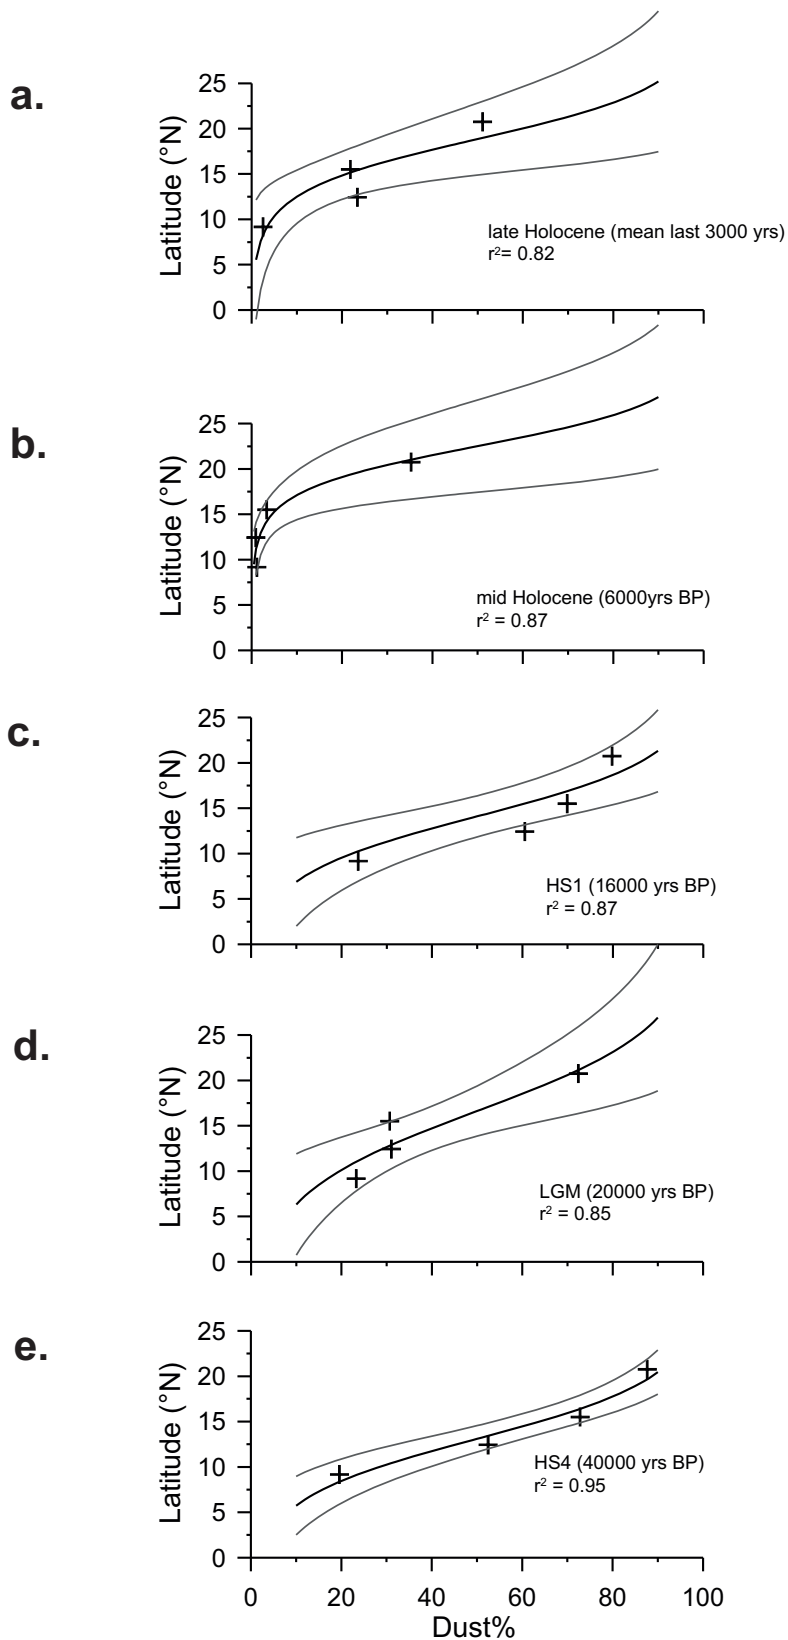 a.
25
20
15
10
5
0
Latitude (°N)
late Holocene (mean last 3000 yrs)
r²= 0.82
b.
25
20
15
10
5
0
Latitude (°N)
mid Holocene (6000yrs BP)
r² = 0.87
c.
25
20
15
10
5
0
Latitude (°N)
HS1 (16000 yrs BP)
r² = 0.87
d.
25
20
15
10
5
0
Latitude (°N)
LGM (20000 yrs BP)
r² = 0.85
e.
25
20
15
10
5
0
Latitude (°N)
HS4 (40000 yrs BP)
r² = 0.95
0 20 40 60 80 100
Dust%